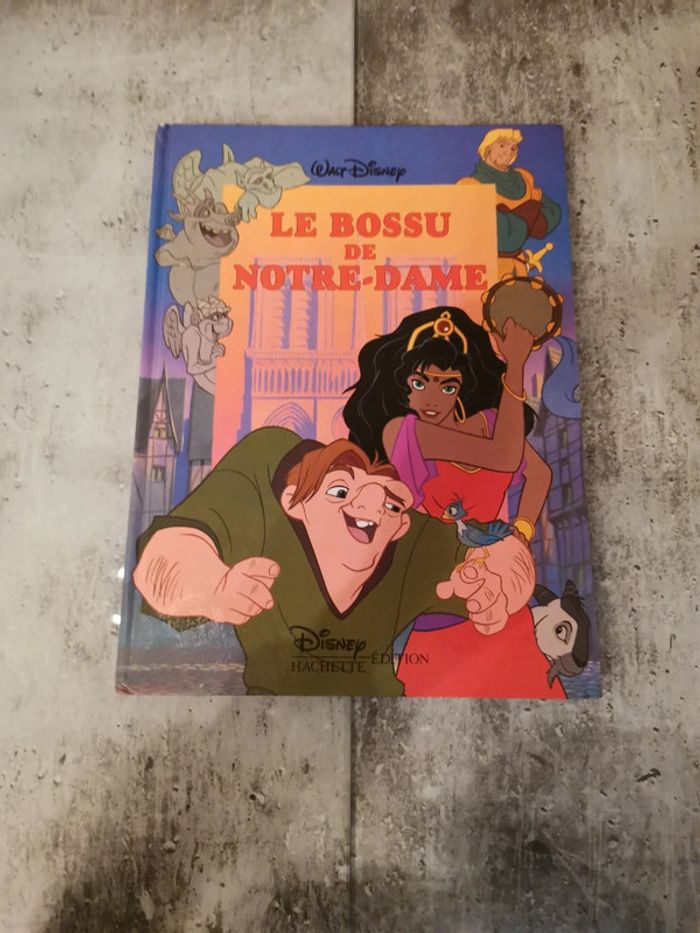 WALT DISNEY
LE BOSSU
DE
NOTRE-DAME
DISNEY
HACHETTE ÉDITION